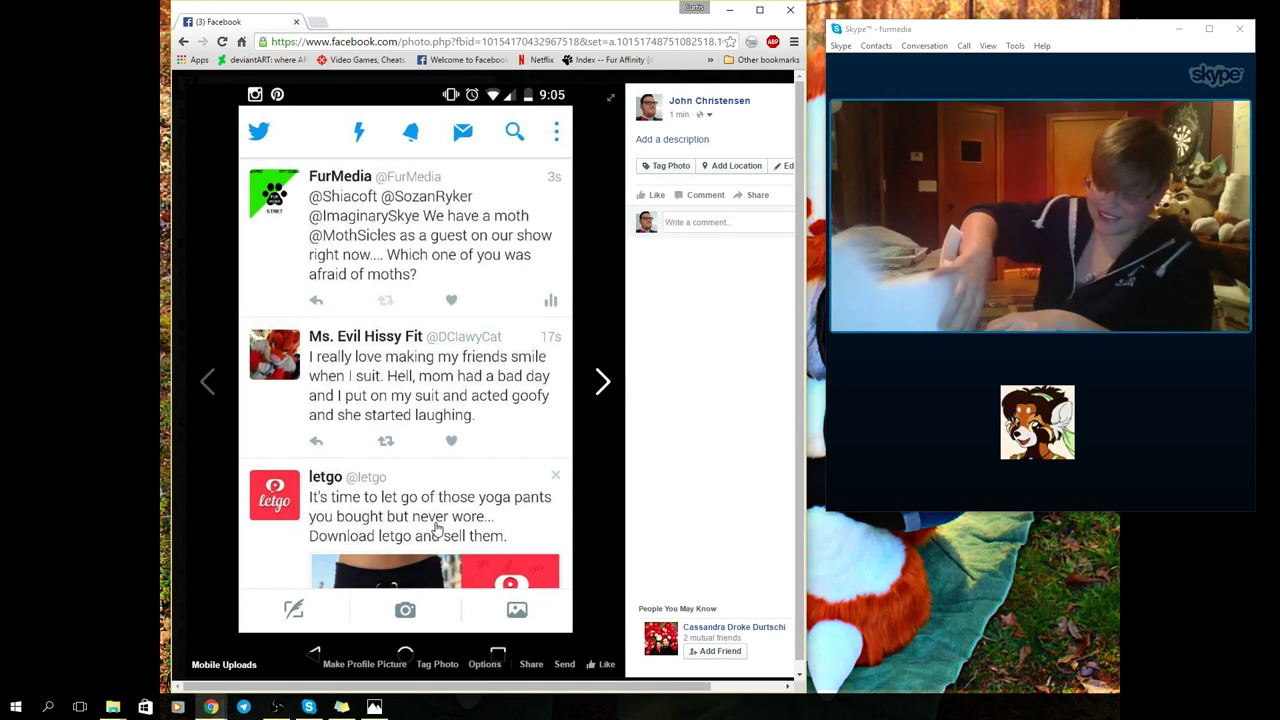 (3) Facebook
Curtis
https://www.facebook.com/photo.php?fbid=10154170432967518&set=a.10151748751082518.1
Apps
deviantART: where AF
Video Games, Cheats,
Welcome to Facebook
Netflix
Index -- Fur Affinity [
»
Other bookmarks
9:05
FurMedia @FurMedia 3s
@Shiacoft @SozanRyker
@ImaginarySkye We have a moth
@MothSicles as a guest on our show
right now.... Which one of you was
afraid of moths?
Ms. Evil Hissy Fit @DClawyCat 17s
I really love making my friends smile
when I suit. Hell, mom had a bad day
and I put on my suit and acted goofy
and she started laughing.
letgo @letgo
It's time to let go of those yoga pants
you bought but never wore...
Download letgo and sell them.
letgo
START
Mobile Uploads
Make Profile Picture
Tag Photo
Options
Share
Send
Like
John Christensen
1 min
Add a description
Tag Photo
Add Location
Ed
Like
Comment
Share
Write a comment...
People You May Know
Cassandra Droke Durtschi
2 mutual friends
Add Friend
Skype™ - furmedia
Skype
Contacts
Conversation
Call
View
Tools
Help
skype
ABP